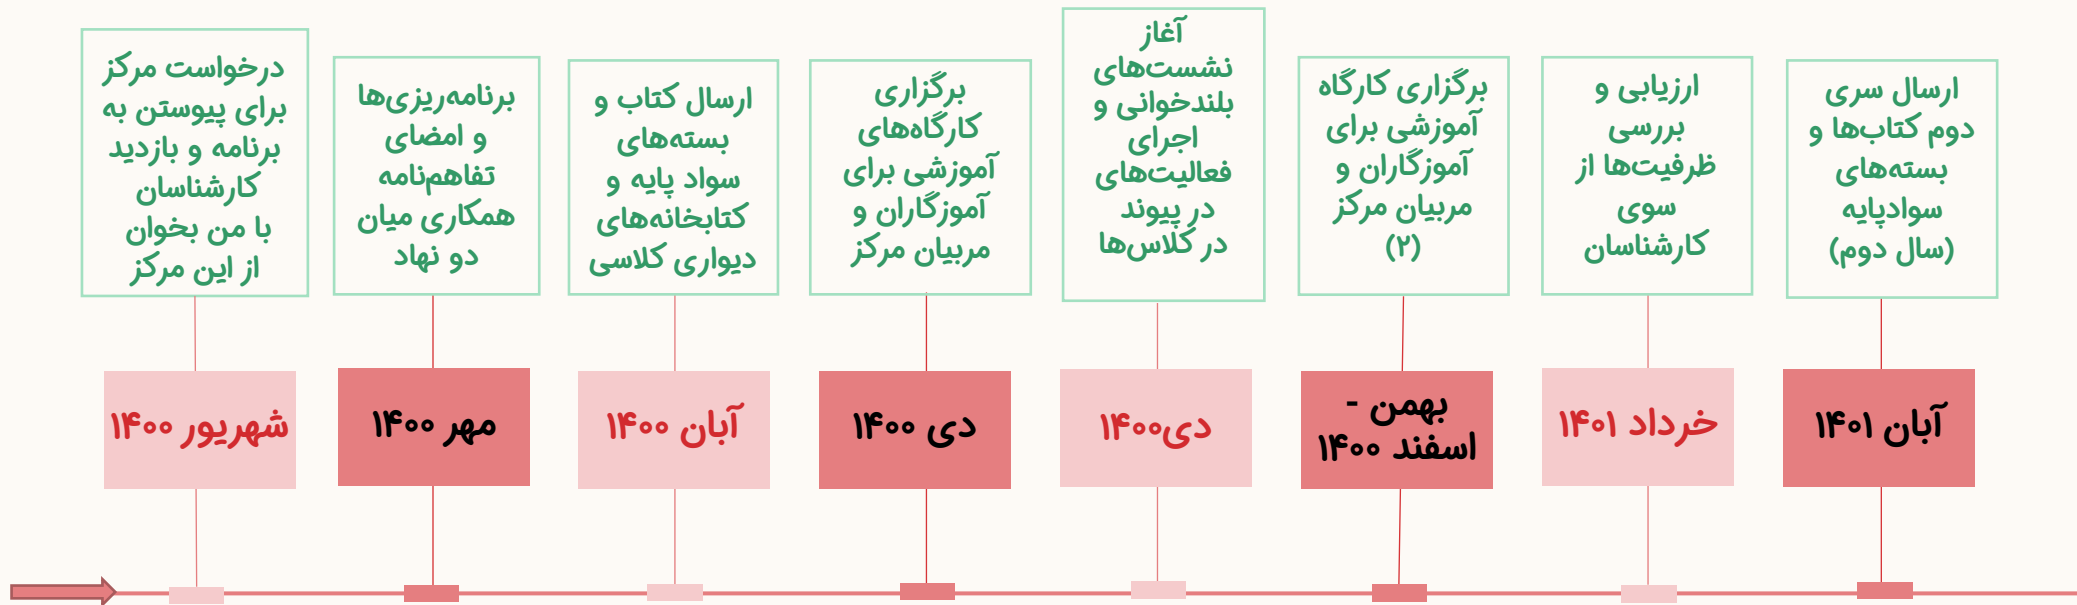 درخواست مرکز
برای پیوستن به
برنامه و بازدید
کارشناسان
با من بخوان
از این مرکز
شهریور ۱۴۰۰
برنامه‌ریزی‌ها
و امضای
تفاهم‌نامه
همکاری میان
دو نهاد
مهر ۱۴۰۰
ارسال کتاب و
بسته‌های
سواد پایه و
کتابخانه‌های
دیواری کلاسی
آبان ۱۴۰۰
برگزاری
کارگاه‌های
آموزشی برای
آموزگاران و
مربیان مرکز
دی ۱۴۰۰
آغاز
نشست‌های
بلندخوانی و
اجرای
فعالیت‌های
در پیوند
در کلاس‌ها
دی۱۴۰۰
برگزاری کارگاه
آموزشی برای
آموزگاران و
مربیان مرکز
(۲)
بهمن -
اسفند ۱۴۰۰
ارزیابی و
بررسی
ظرفیت‌ها از
سوی
کارشناسان
خرداد ۱۴۰۱
ارسال سری
دوم کتاب‌ها و
بسته‌های
سوادپایه
(سال دوم)
آبان ۱۴۰۱